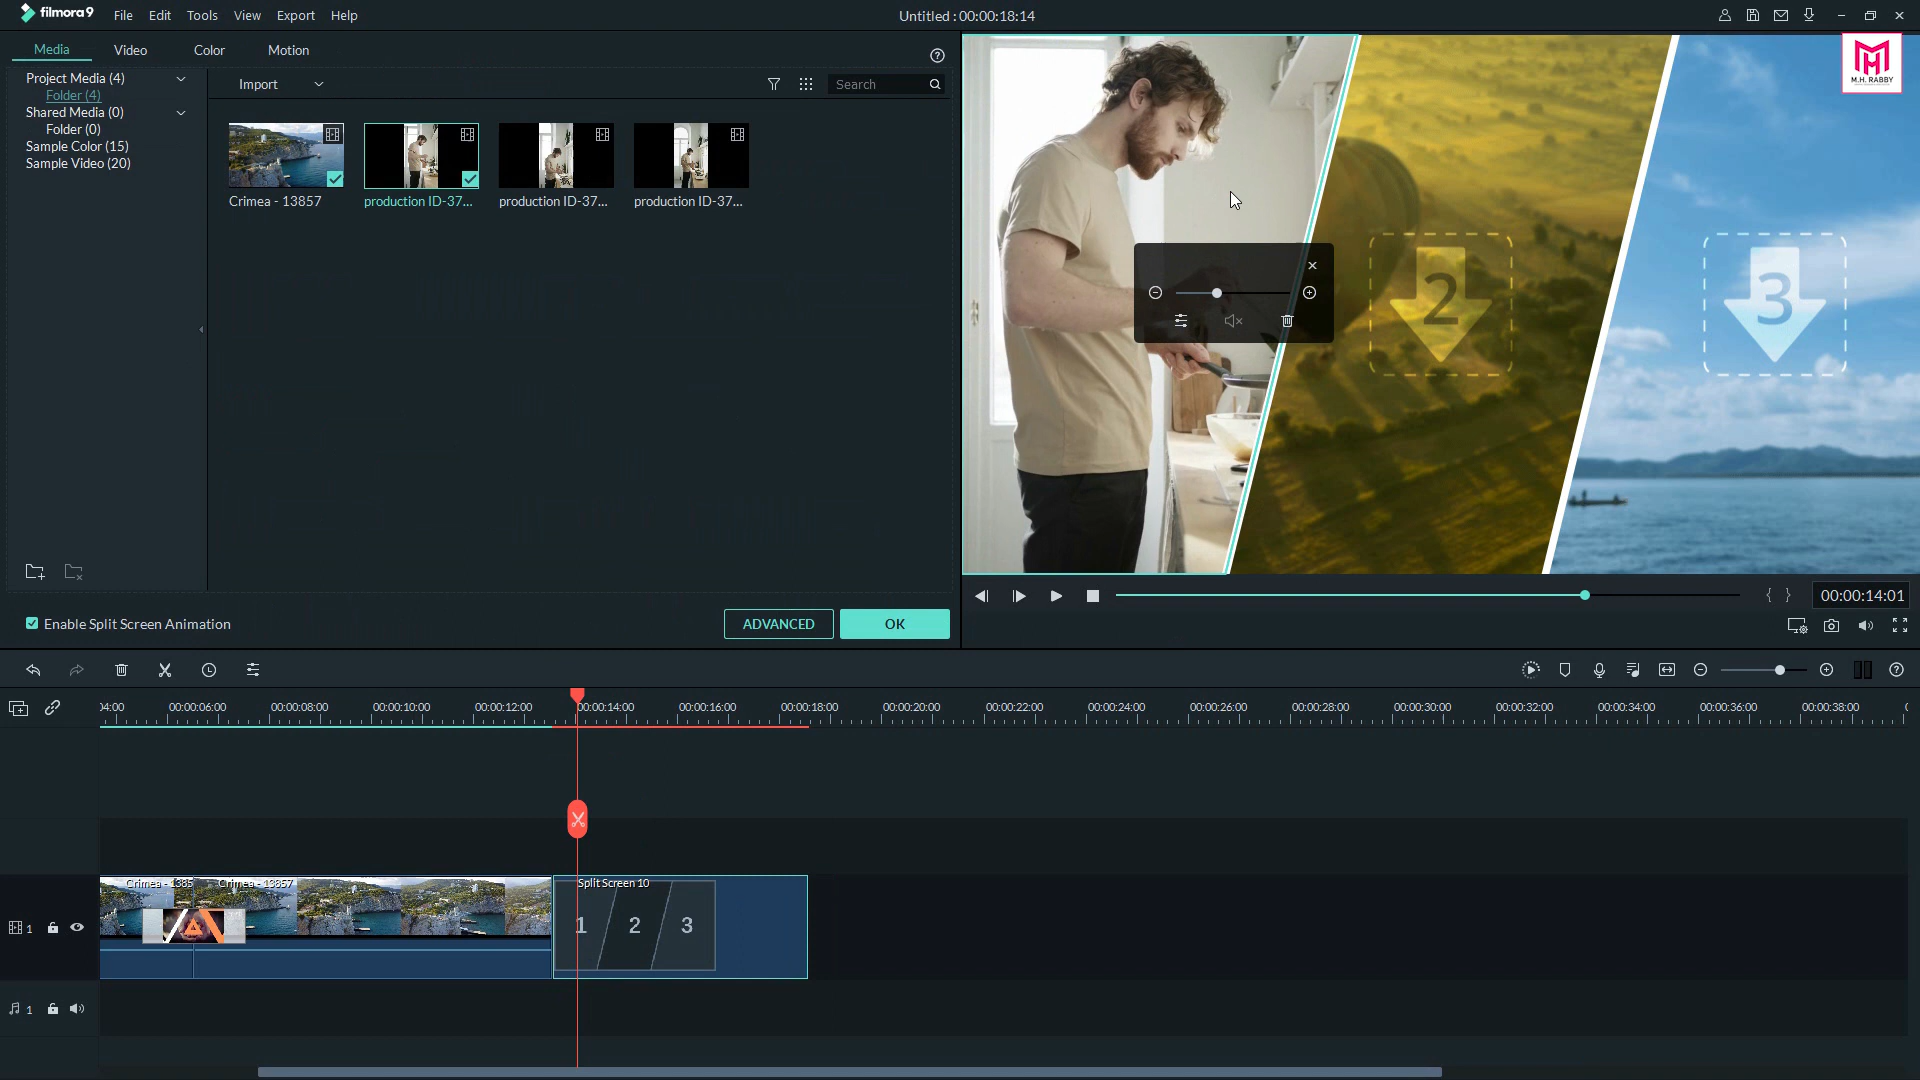 filmora9 File Edit Tools View Export Help Untitled : 00:00:18:14
Media Video Color Motion
M.H. RABBY
Project Media (4) Import Search
Folder (4)
Shared Media (0)
Folder (0)
Sample Color (15)
Sample Video (20)
Crimea - 13857 production ID-37... production ID-37... production ID-37...
2 3
Enable Split Screen Animation ADVANCED OK
00:00:14:01
00:00:06:00 00:00:08:00 00:00:10:00 00:00:12:00 00:00:14:00 00:00:16:00 00:00:18:00 00:00:20:00 00:00:22:00 00:00:24:00 00:00:26:00 00:00:28:00 00:00:30:00 00:00:32:00 00:00:34:00 00:00:36:00 00:00:38:00
Crimea - 1385 Crimea - 13857 Split Screen 10
1 1 2 3
1